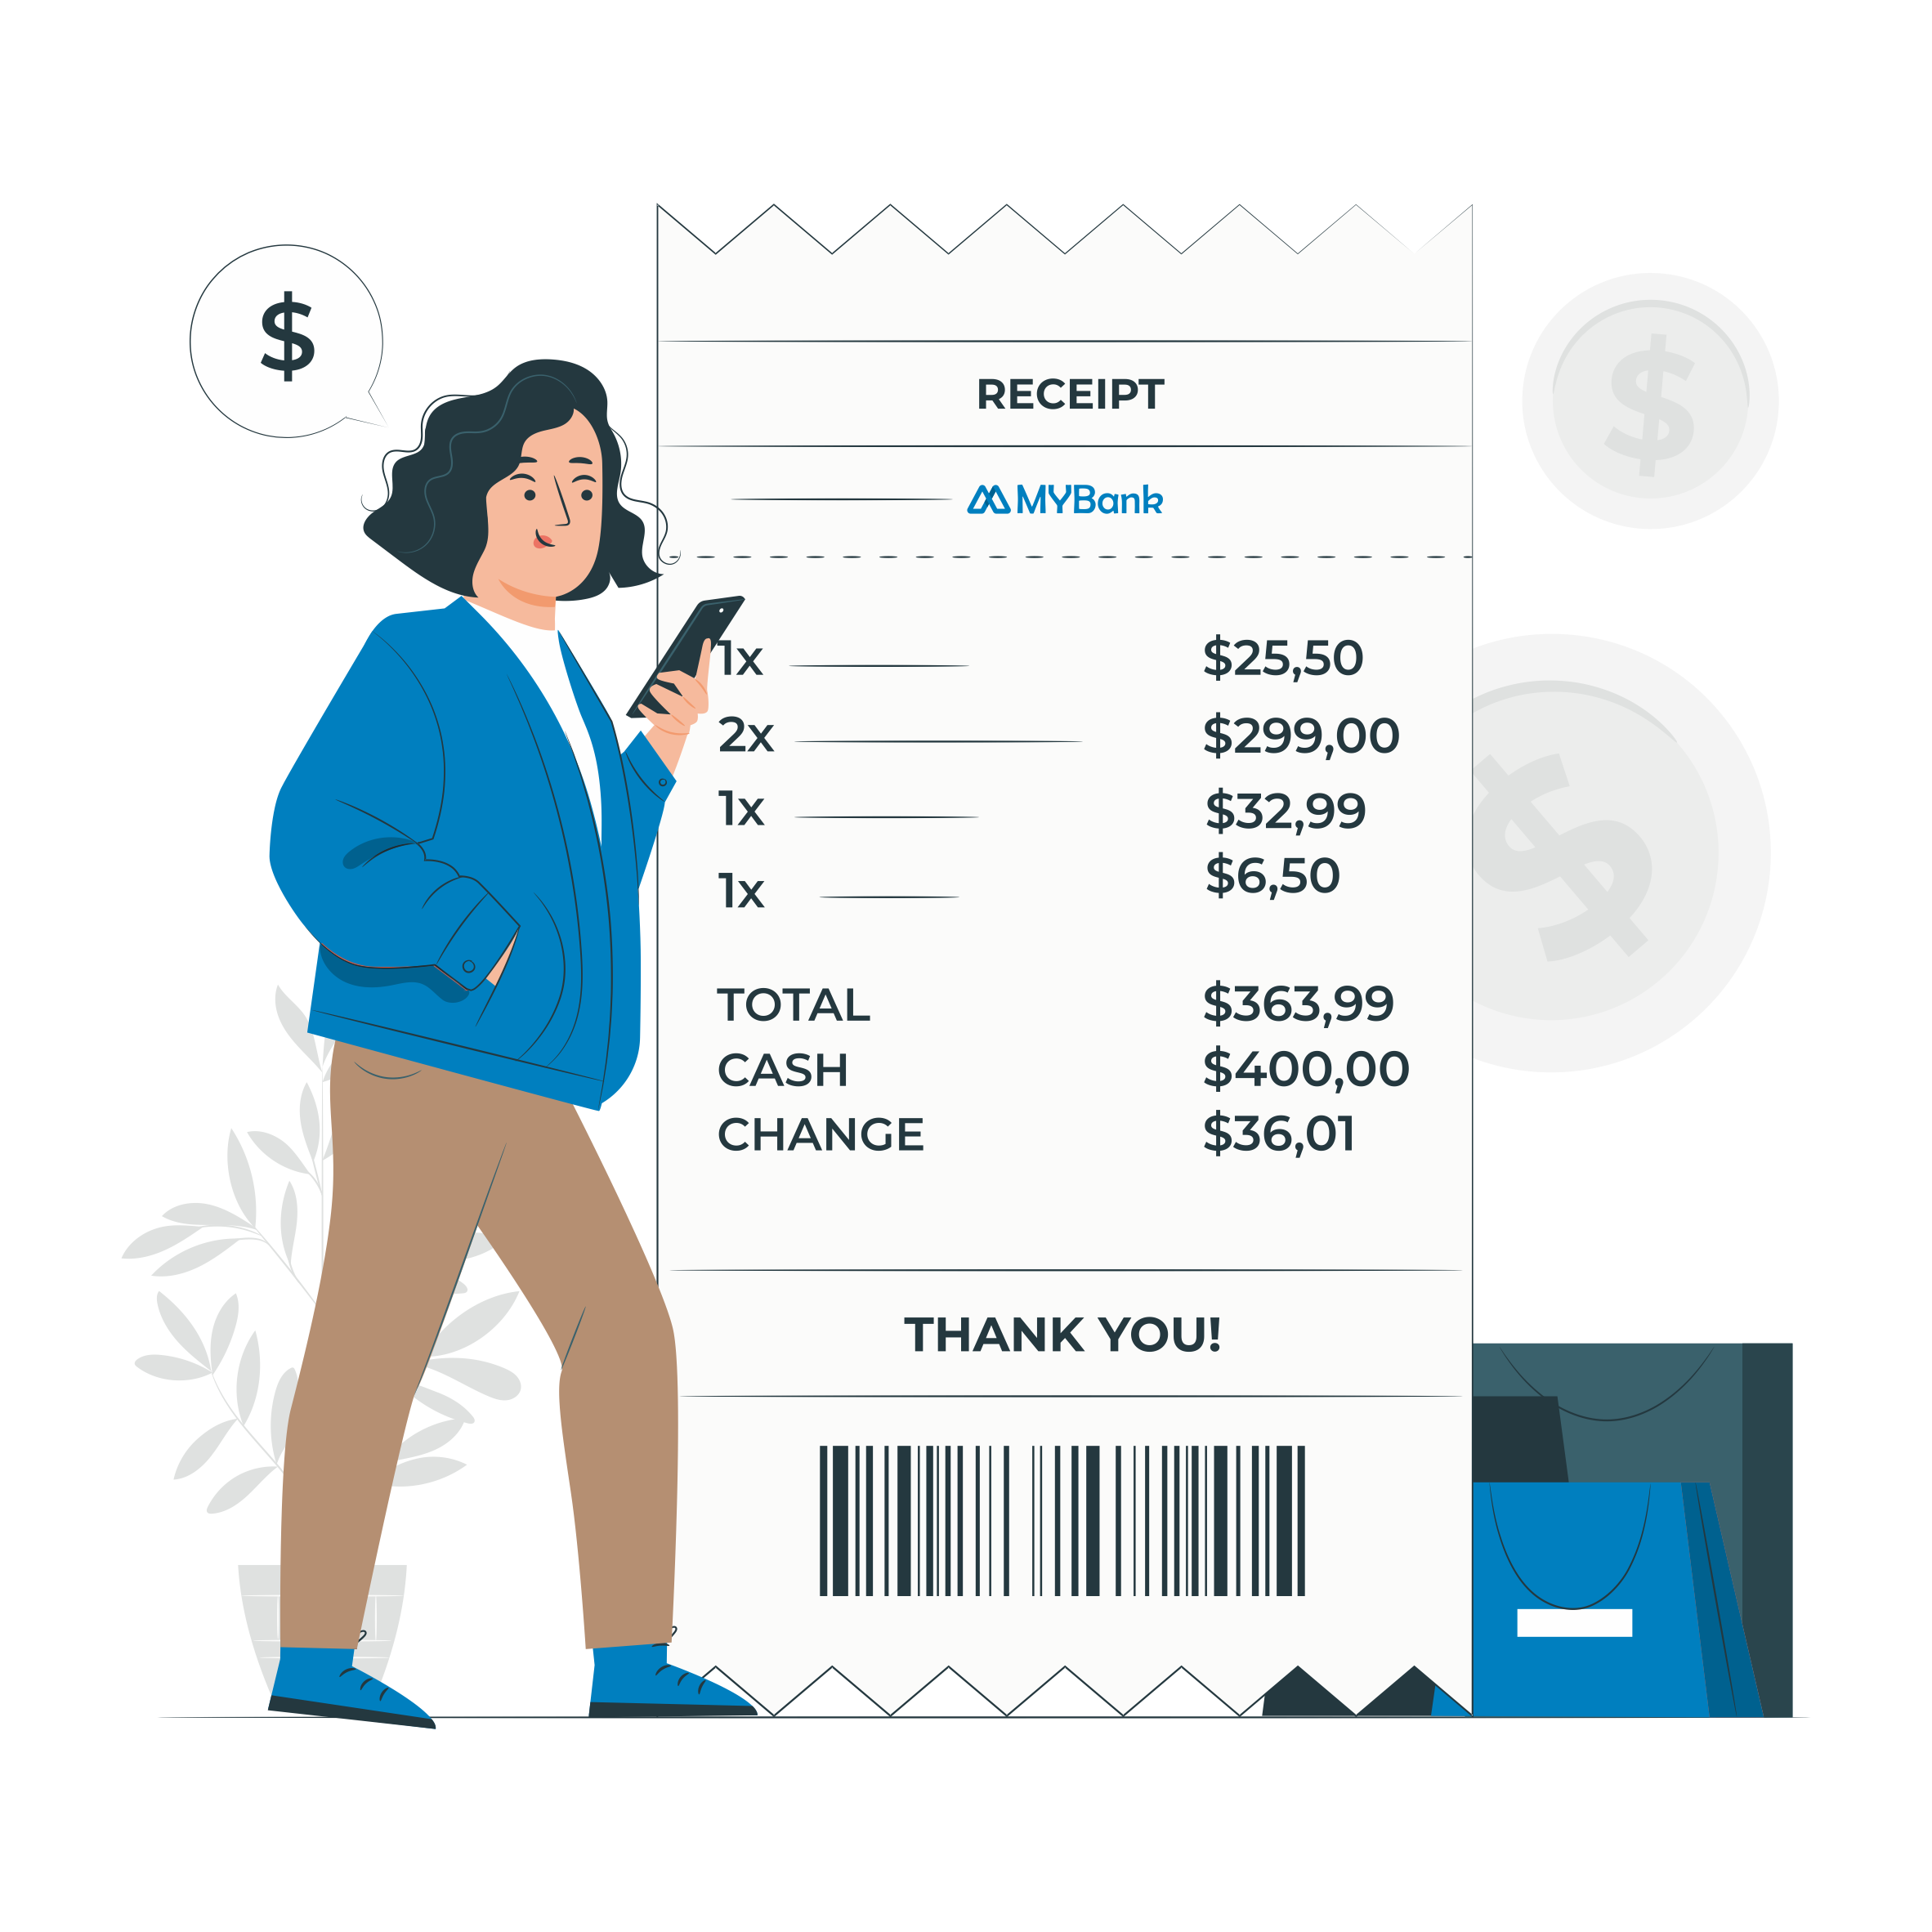 $
RECEIPT
MYBank
1x $25,50
2x $299,00
1x $32,99
1x $6,50
TOTAL $363,99
CASH $400,00
CHANGE $36,01
THANK YOU!
$
$